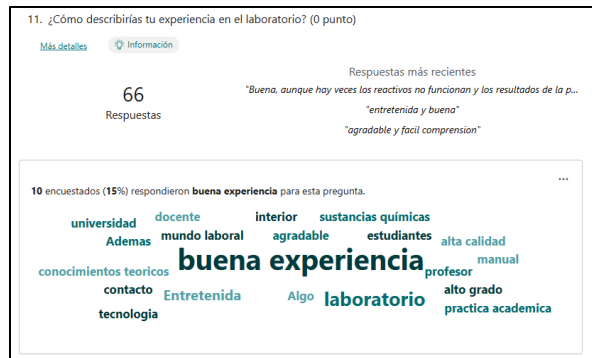 11. ¿Cómo describirías tu experiencia en el laboratorio? (0 punto)
Más detalles
Información
Respuestas más recientes
66
Respuestas
"Buena, aunque hay veces los reactivos no funcionan y los resultados de la p...
"entretenida y buena"
"agradable y facil comprension"
...
10 encuestados (15%) respondieron buena experiencia para esta pregunta.
universidad docente interior sustancias químicas
Ademas mundo laboral agradable estudiantes alta calidad
conocimientos teoricos buena experiencia profesor manual
contacto Entretenida Algo laboratorio alto grado
tecnologia practica academica